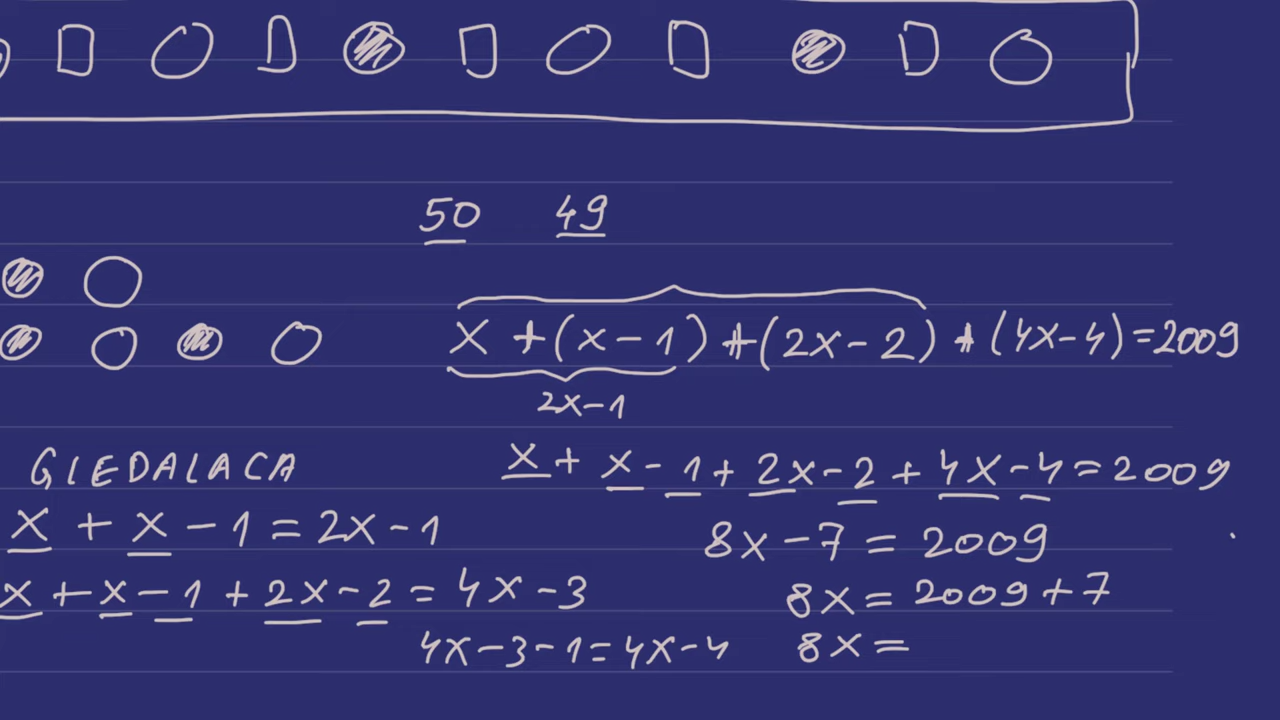 50 49
x + (x - 1) + (2x - 2) + (4x - 4) = 2009
2x - 1
GLEDALACA
x + x - 1 + 2x - 2 + 4x - 4 = 2009
x + x - 1 = 2x - 1
8x - 7 = 2009
x + x - 1 + 2x - 2 = 4x - 3
8x = 2009 + 7
4x - 3 - 1 = 4x - 4
8x =